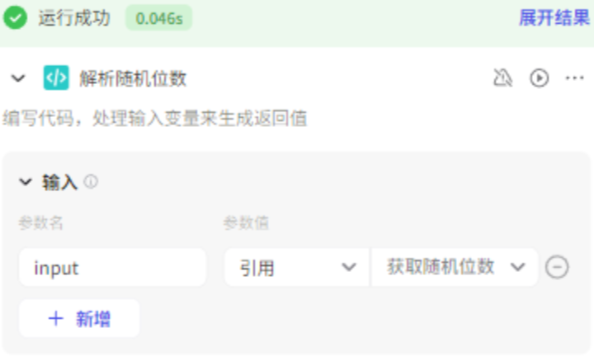 运行成功 0.046s 展开结果
解析随机位数
编写代码，处理输入变量来生成返回值
输入
参数名 参数值
input 引用 获取随机位数
+ 新增